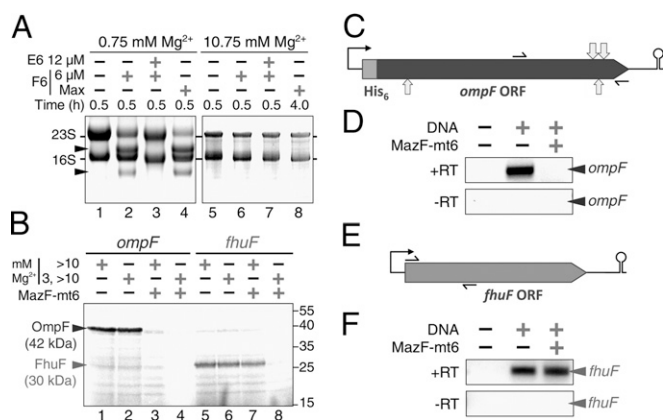 A
0.75 mM Mg2+ 10.75 mM Mg2+
E6 12 µM − − + − − − + −
F6 6 µM − + + − − + + −
Max − − − + − − − +
Time (h) 0.5 0.5 0.5 0.5 0.5 0.5 0.5 4.0
23S
16S
1 2 3 4 5 6 7 8
B
ompF fhuF
mM >10 + − + − + − + −
Mg2+ 3, >10 − + − + − + − +
MazF-mt6 − − + + − − + +
OmpF
(42 kDa)
FhuF
(30 kDa)
55
40
35
25
15
1 2 3 4 5 6 7 8
C
His6 ompF ORF
D
DNA − + +
MazF-mt6 − − +
+RT ompF
-RT ompF
E
fhuF ORF
F
DNA − + +
MazF-mt6 − − +
+RT fhuF
-RT fhuF